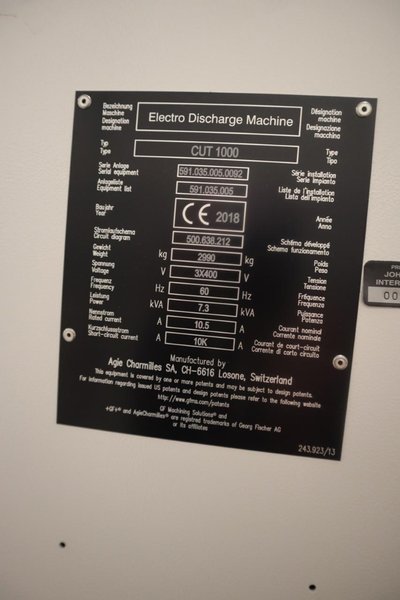 Bezeichnung Maschine Designation machine Electro Discharge Machine Désignation machine Designazione macchina
Typ Type CUT 1000 Type Tipo
Serie Anlage Serial equipment 591.035.005.0092 Série installation Serie impianto
Anlageliste Equipment list 591.035.005 Liste de l'installation Lista dell'impianto
Baujahr Year CE 2018 Année Anno
Stromlaufschema Circuit diagram 500.638.212 Schéma développé Schema funzionamento
Gewicht Weight kg 2990 kg Poids Peso
Spannung Voltage V 3X400 V Tension Tensione
Frequenz Frequency Hz 60 Hz Fréquence Frequenza
Leistung Power kVA 7.3 kVA Puissance Potenza
Nennstrom Rated current A 10.5 A Courant nominal Corrente nominale
Kurzschlusstrom Short-circuit current A 10K A Courant de court-circuit Corrente di corto circuito
Manufactured by
Agie Charmilles SA, CH-6616 Losone, Switzerland
This equipment is covered by one or more patents and may be subject to design patents.
For information regarding issued US patents and design patents please refer to the following website
http://www.gfms.com/patents
GF Machining Solutions® and
+GF+® and AgieCharmilles® are registered trademarks of Georg Fischer AG
or its affiliates
243.923/13